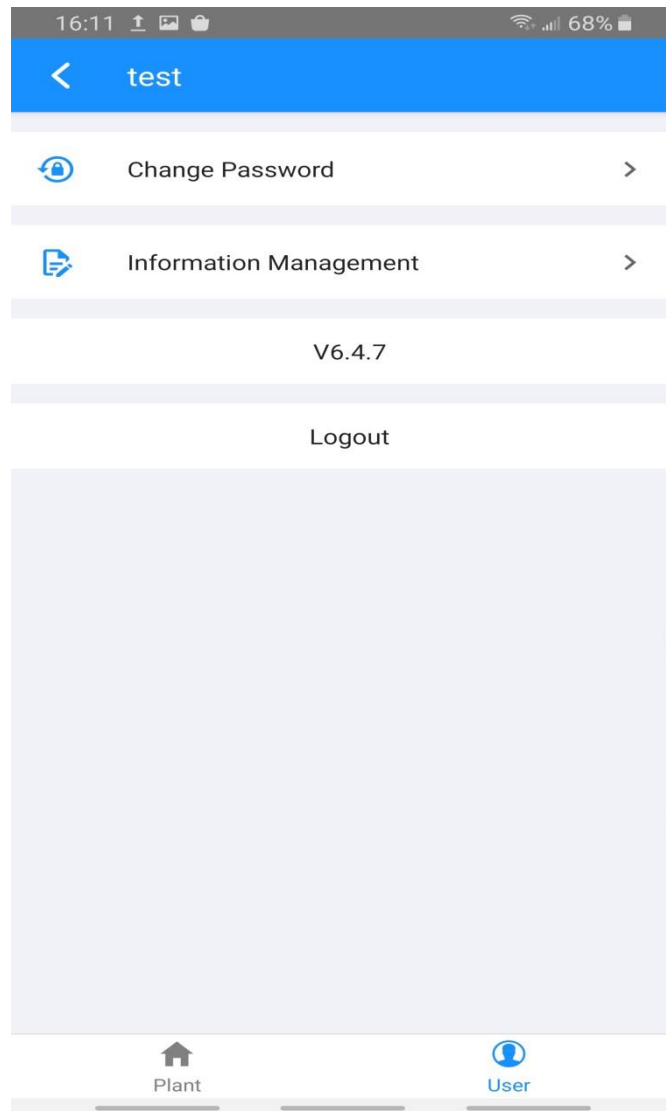 16:11 68%
test
Change Password
Information Management
V6.4.7
Logout
Plant User